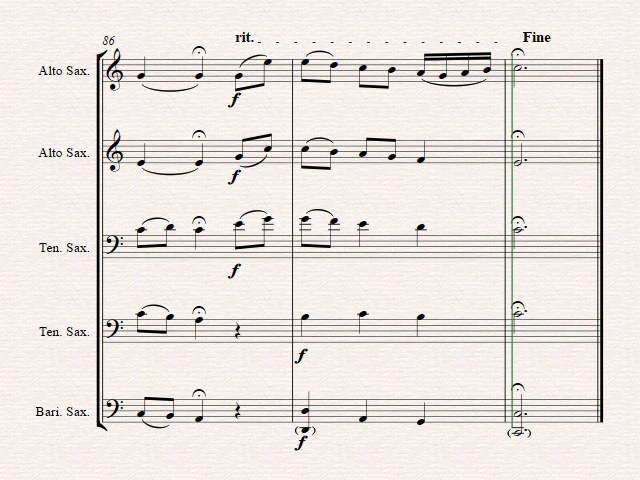 86
rit. Fine
Alto Sax.
f
Alto Sax.
f
Ten. Sax.
f
Ten. Sax.
f
Bari. Sax.
f